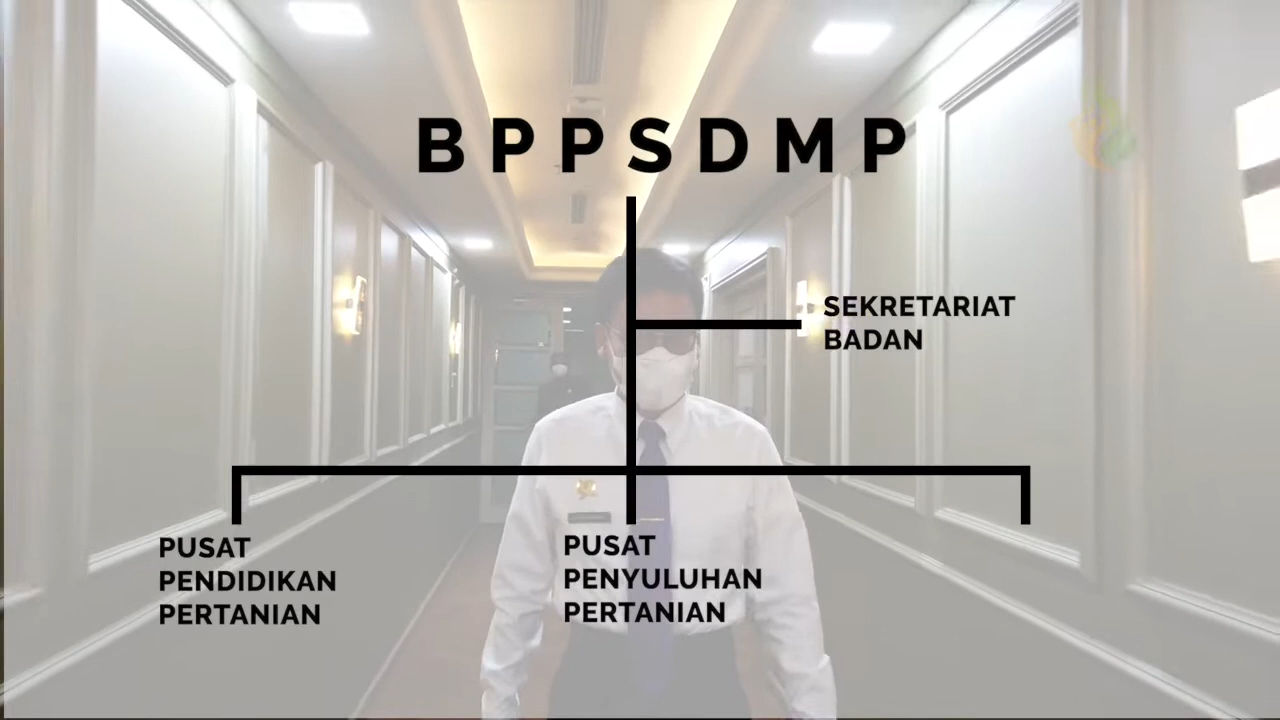 BPPSDMP
SEKRETARIAT
BADAN
PUSAT
PENDIDIKAN
PERTANIAN
PUSAT
PENYULUHAN
PERTANIAN